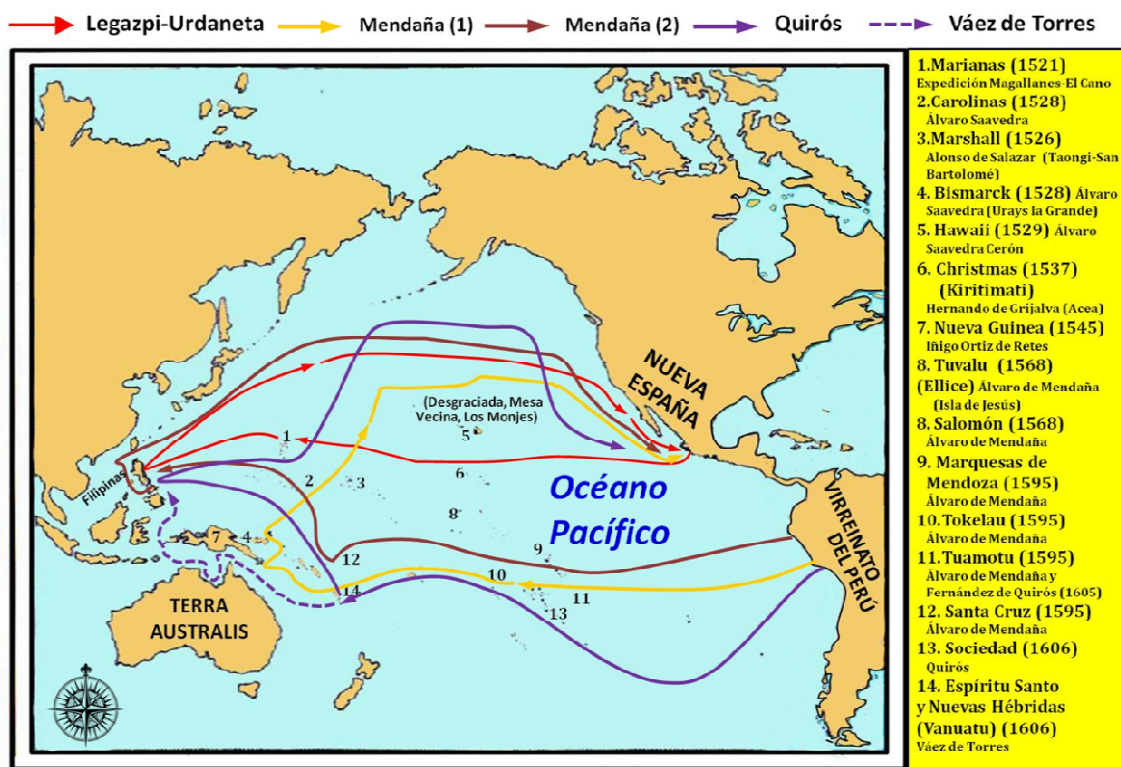 Legazpi-Urdaneta Mendaña (1) Mendaña (2) Quirós Váez de Torres
NUEVA
ESPAÑA
(Desgraciada, Mesa
Vecina, Los Monjes)
1
5
Filipinas
2
3
6
Océano
Pacífico
8
VIRREINATO
DEL PERÚ
7
4
12
9
10
11
14
13
TERRA
AUSTRALIS
1.Marianas (1521)
Expedición Magallanes-El Cano
2.Carolinas (1528)
Álvaro Saavedra
3.Marshall (1526)
Alonso de Salazar (Taongi-San
Bartolomé)
4. Bismarck (1528) Álvaro
Saavedra (Urays la Grande)
5. Hawaii (1529) Álvaro
Saavedra Cerón
6. Christmas (1537)
(Kiritimati)
Hernando de Grijalva (Acea)
7. Nueva Guinea (1545)
Iñigo Ortiz de Retes
8. Tuvalu (1568)
(Ellice) Álvaro de Mendaña
(Isla de Jesús)
8. Salomón (1568)
Álvaro de Mendaña
9. Marquesas de
Mendoza (1595)
Álvaro de Mendaña
10. Tokelau (1595)
Álvaro de Mendaña
11. Tuamotu (1595)
Álvaro de Mendaña y
Fernández de Quirós (1605)
12. Santa Cruz (1595)
Álvaro de Mendaña
13. Sociedad (1606)
Quirós
14. Espíritu Santo
y Nuevas Hébridas
(Vanuatu) (1606)
Váez de Torres